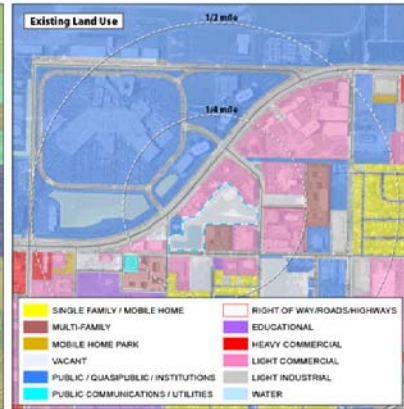 Existing Land Use
1/2 mile
1/4 mile
SINGLE FAMILY / MOBILE HOME
MULTI-FAMILY
MOBILE HOME PARK
VACANT
PUBLIC / QUASIPUBLIC / INSTITUTIONS
PUBLIC COMMUNICATIONS / UTILITIES
RIGHT OF WAY/ROADS/HIGHWAYS
EDUCATIONAL
HEAVY COMMERCIAL
LIGHT COMMERCIAL
LIGHT INDUSTRIAL
WATER